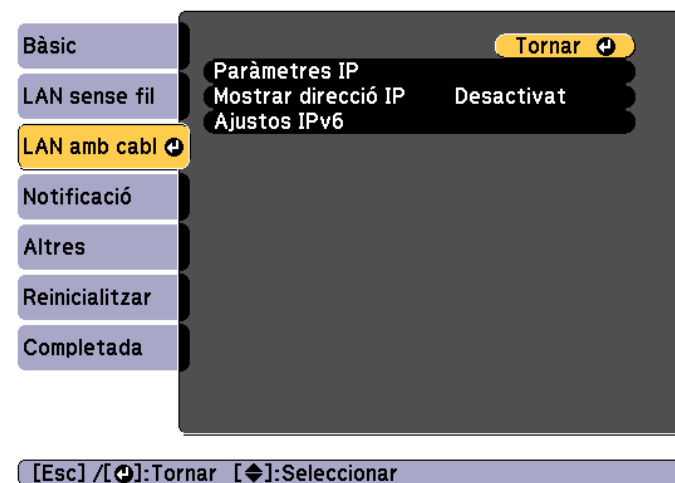 Bàsic
LAN sense fil
LAN amb cabl
Notificació
Altres
Reinicialitzar
Completada
Tornar
Paràmetres IP
Mostrar direcció IP Desactivat
Ajustos IPv6
[Esc] /[⏎]:Tornar [◆]:Seleccionar